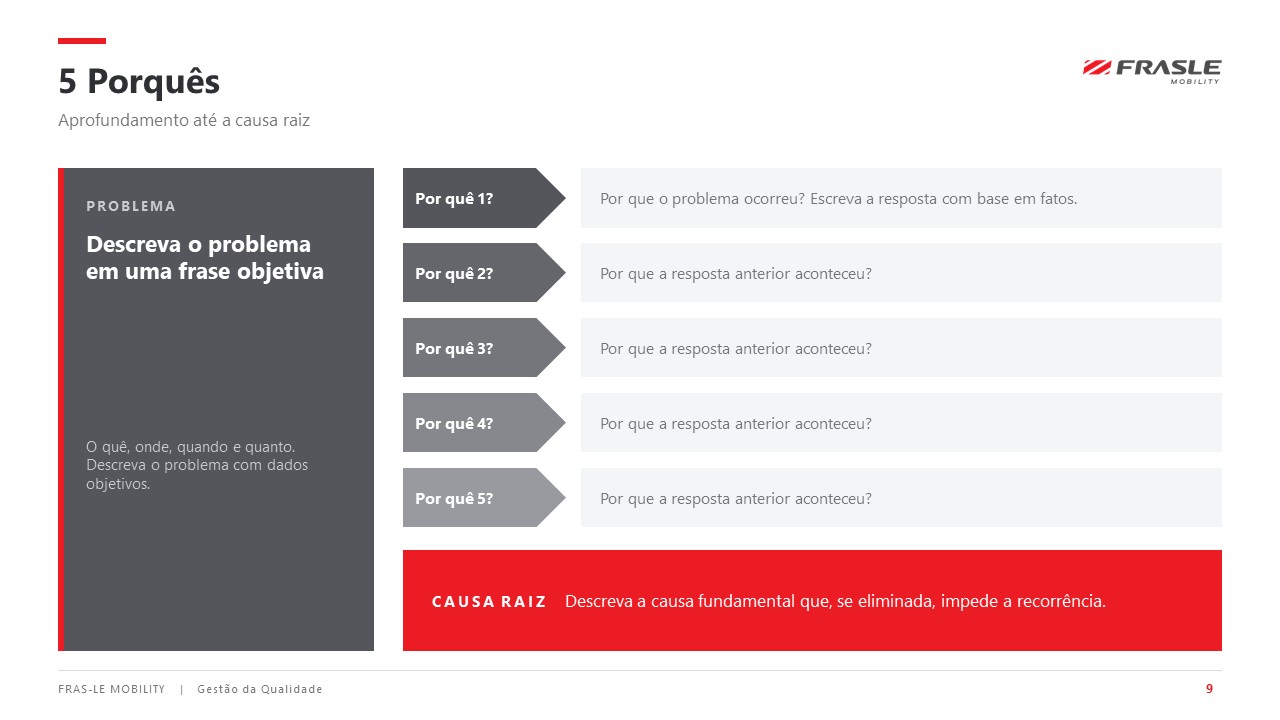 5 Porquês
Aprofundamento até a causa raiz
FRASLE
MOBILITY
PROBLEMA
Descreva o problema
em uma frase objetiva
O quê, onde, quando e quanto.
Descreva o problema com dados
objetivos.
Por quê 1?
Por que o problema ocorreu? Escreva a resposta com base em fatos.
Por quê 2?
Por que a resposta anterior aconteceu?
Por quê 3?
Por que a resposta anterior aconteceu?
Por quê 4?
Por que a resposta anterior aconteceu?
Por quê 5?
Por que a resposta anterior aconteceu?
CAUSA RAIZ Descreva a causa fundamental que, se eliminada, impede a recorrência.
FRAS-LE MOBILITY | Gestão da Qualidade
9